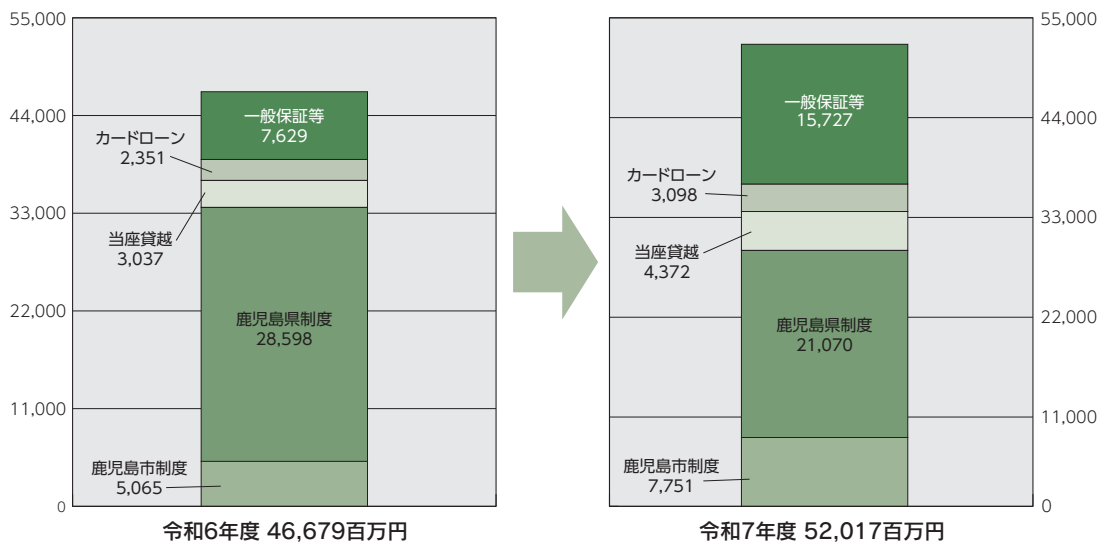 55,000
44,000
33,000
22,000
11,000
0
一般保証等
7,629
カードローン
2,351
当座貸越
3,037
鹿児島県制度
28,598
鹿児島市制度
5,065
令和6年度 46,679百万円
55,000
44,000
33,000
22,000
11,000
0
一般保証等
15,727
カードローン
3,098
当座貸越
4,372
鹿児島県制度
21,070
鹿児島市制度
7,751
令和7年度 52,017百万円